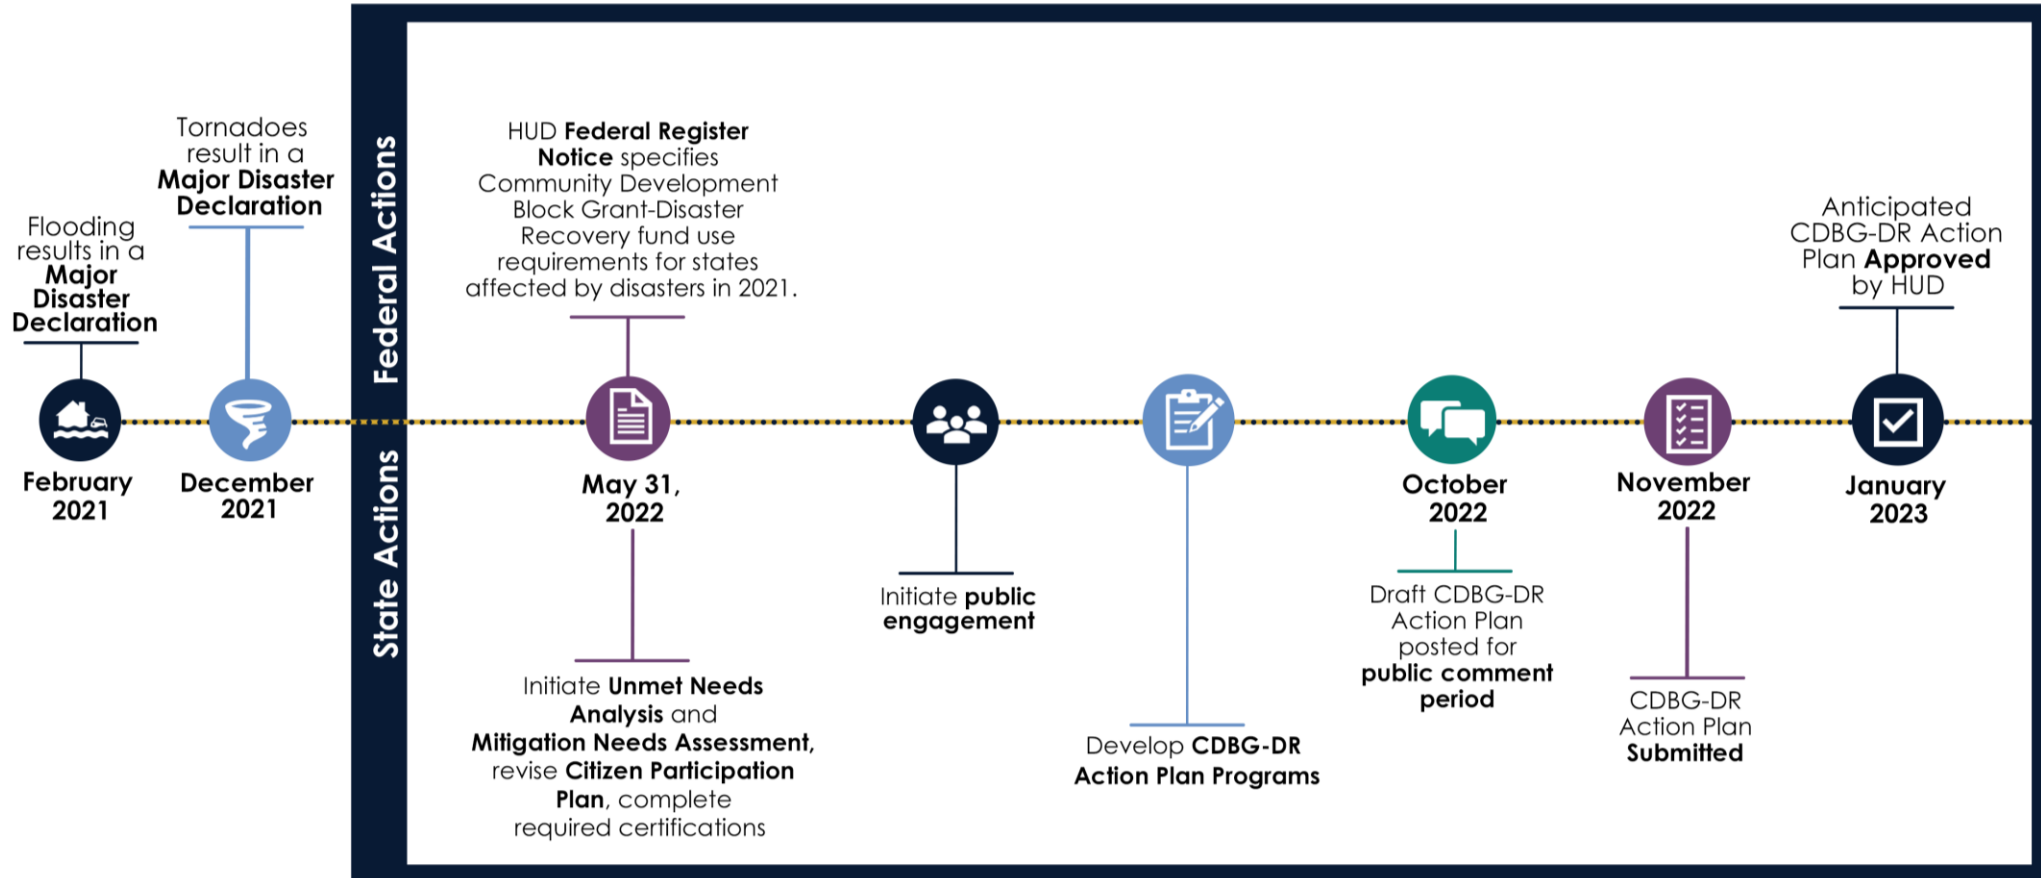 Flooding
results in a
Major
Disaster
Declaration
February
2021
Tornadoes
result in a
Major Disaster
Declaration
December
2021
Federal Actions
State Actions
HUD Federal Register
Notice specifies
Community Development
Block Grant-Disaster
Recovery fund use
requirements for states
affected by disasters in 2021.
May 31,
2022
Initiate Unmet Needs
Analysis and
Mitigation Needs Assessment,
revise Citizen Participation
Plan, complete
required certifications
Initiate public
engagement
Develop CDBG-DR
Action Plan Programs
October
2022
Draft CDBG-DR
Action Plan
posted for
public comment
period
November
2022
CDBG-DR
Action Plan
Submitted
Anticipated
CDBG-DR Action
Plan Approved
by HUD
January
2023